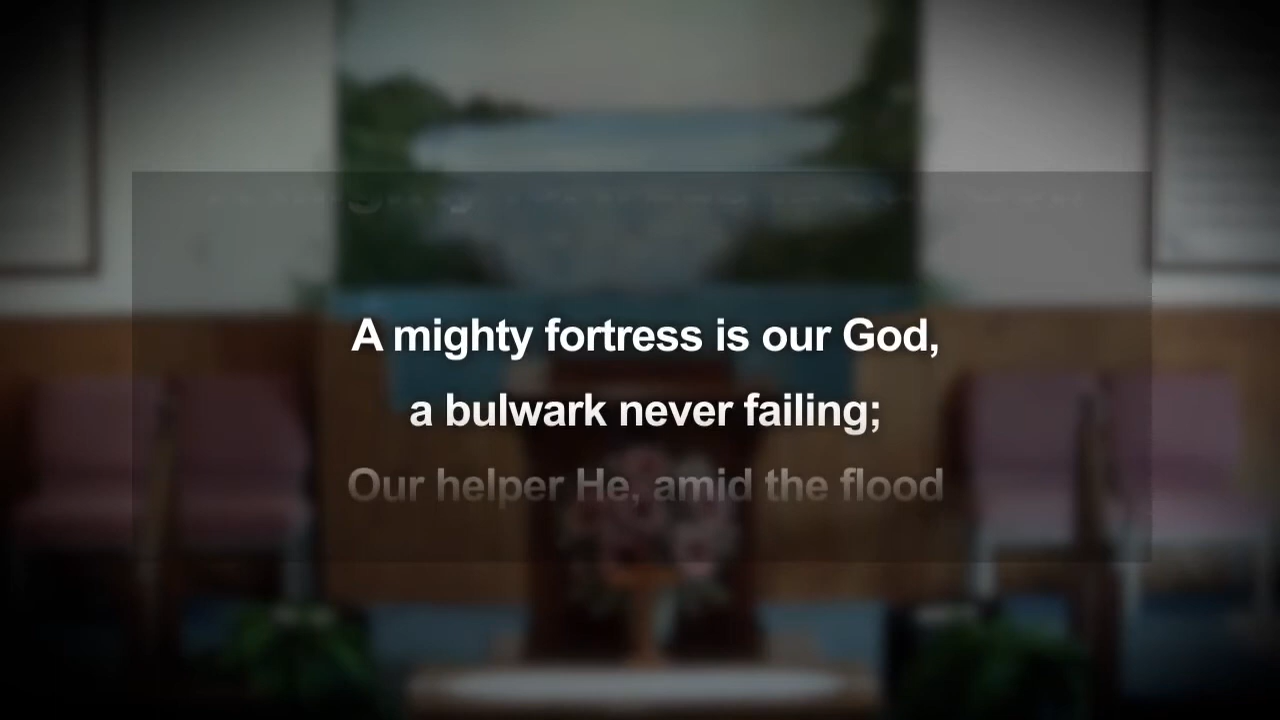 A mighty fortress is our God,
a bulwark never failing;
Our helper He, amid the flood